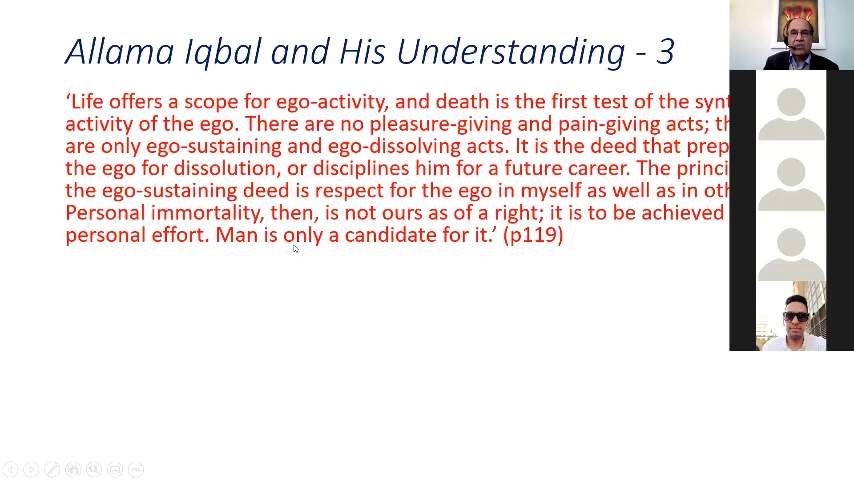 Allama Iqbal and His Understanding - 3
‘Life offers a scope for ego-activity, and death is the first test of the
activity of the ego. There are no pleasure-giving and pain-giving acts;
are only ego-sustaining and ego-dissolving acts. It is the deed that
the ego for dissolution, or disciplines him for a future career. The
the ego-sustaining deed is respect for the ego in myself as well as in
Personal immortality, then, is not ours as of a right; it is to be achieved
personal effort. Man is only a candidate for it.’ (p119)